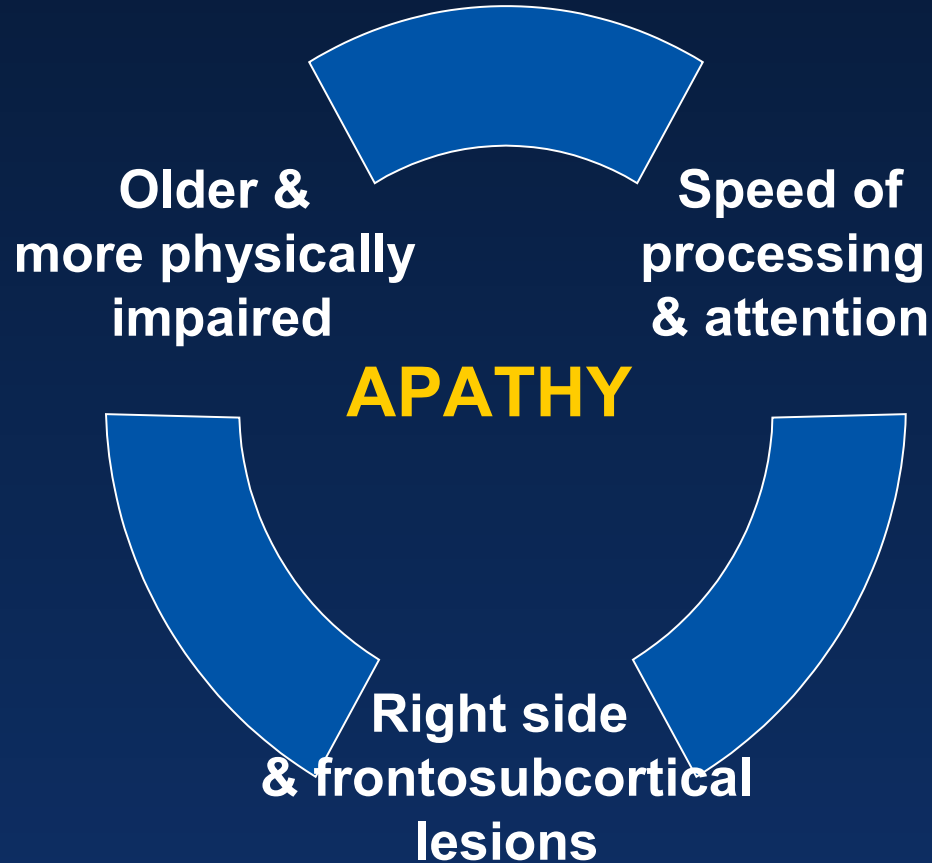 Older &
more physically
impaired
Speed of
processing
& attention
APATHY
Right side
& frontosubcortical
lesions